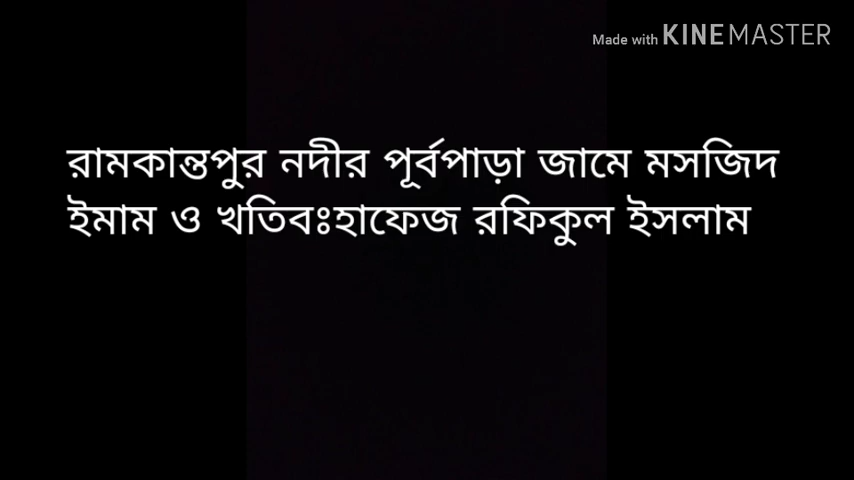 Made with KINEMASTER
রামকান্তপুর নদীর পূর্বপাড়া জামে মসজিদ
ইমাম ও খতিবঃহাফেজ রফিকুল ইসলাম